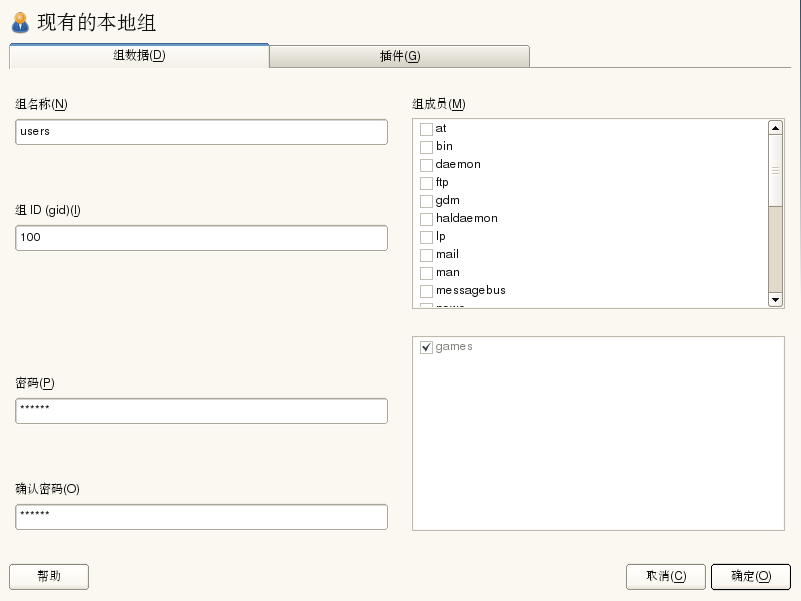 现有的本地组
组数据(D)
插件(G)
组名称(N)
users
组 ID (gid)(I)
100
密码(P)
******
确认密码(O)
******
组成员(M)
at
bin
daemon
ftp
gdm
haldaemon
lp
mail
man
messagebus
games
帮助
取消(C)
确定(O)